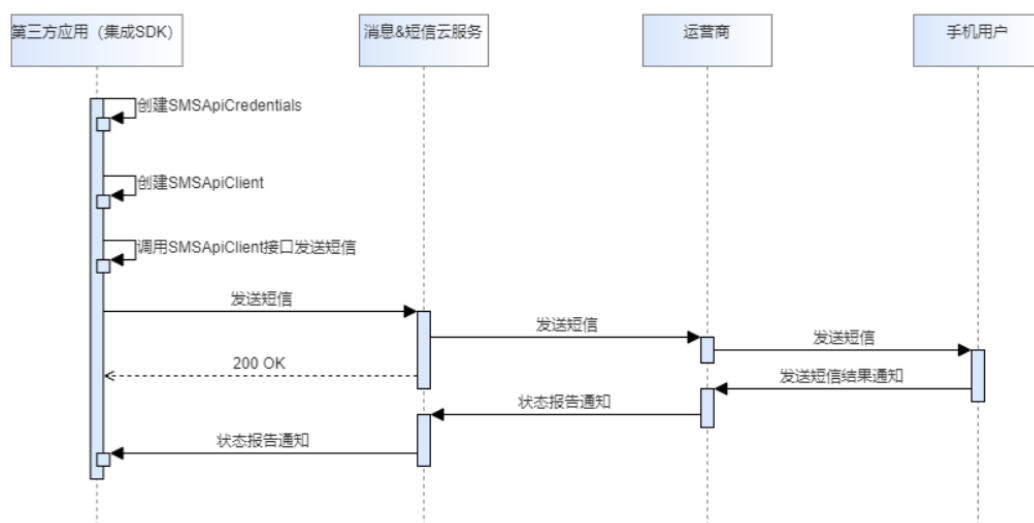 第三方应用（集成SDK）
消息&短信云服务
运营商
手机用户
创建SMSApiCredentials
创建SMSApiClient
调用SMSApiClient接口发送短信
发送短信
发送短信
发送短信
200 OK
发送短信结果通知
状态报告通知
状态报告通知